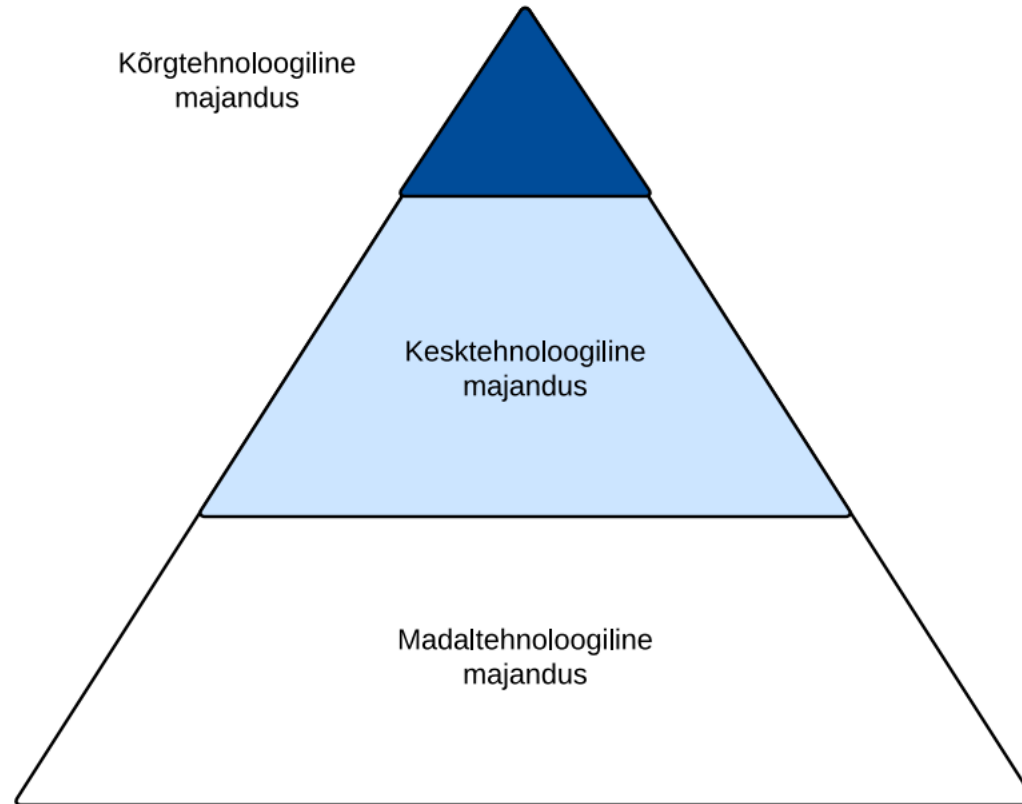 Kõrgtehnoloogiline
majandus
Kesktehnoloogiline
majandus
Madaltehnoloogiline
majandus